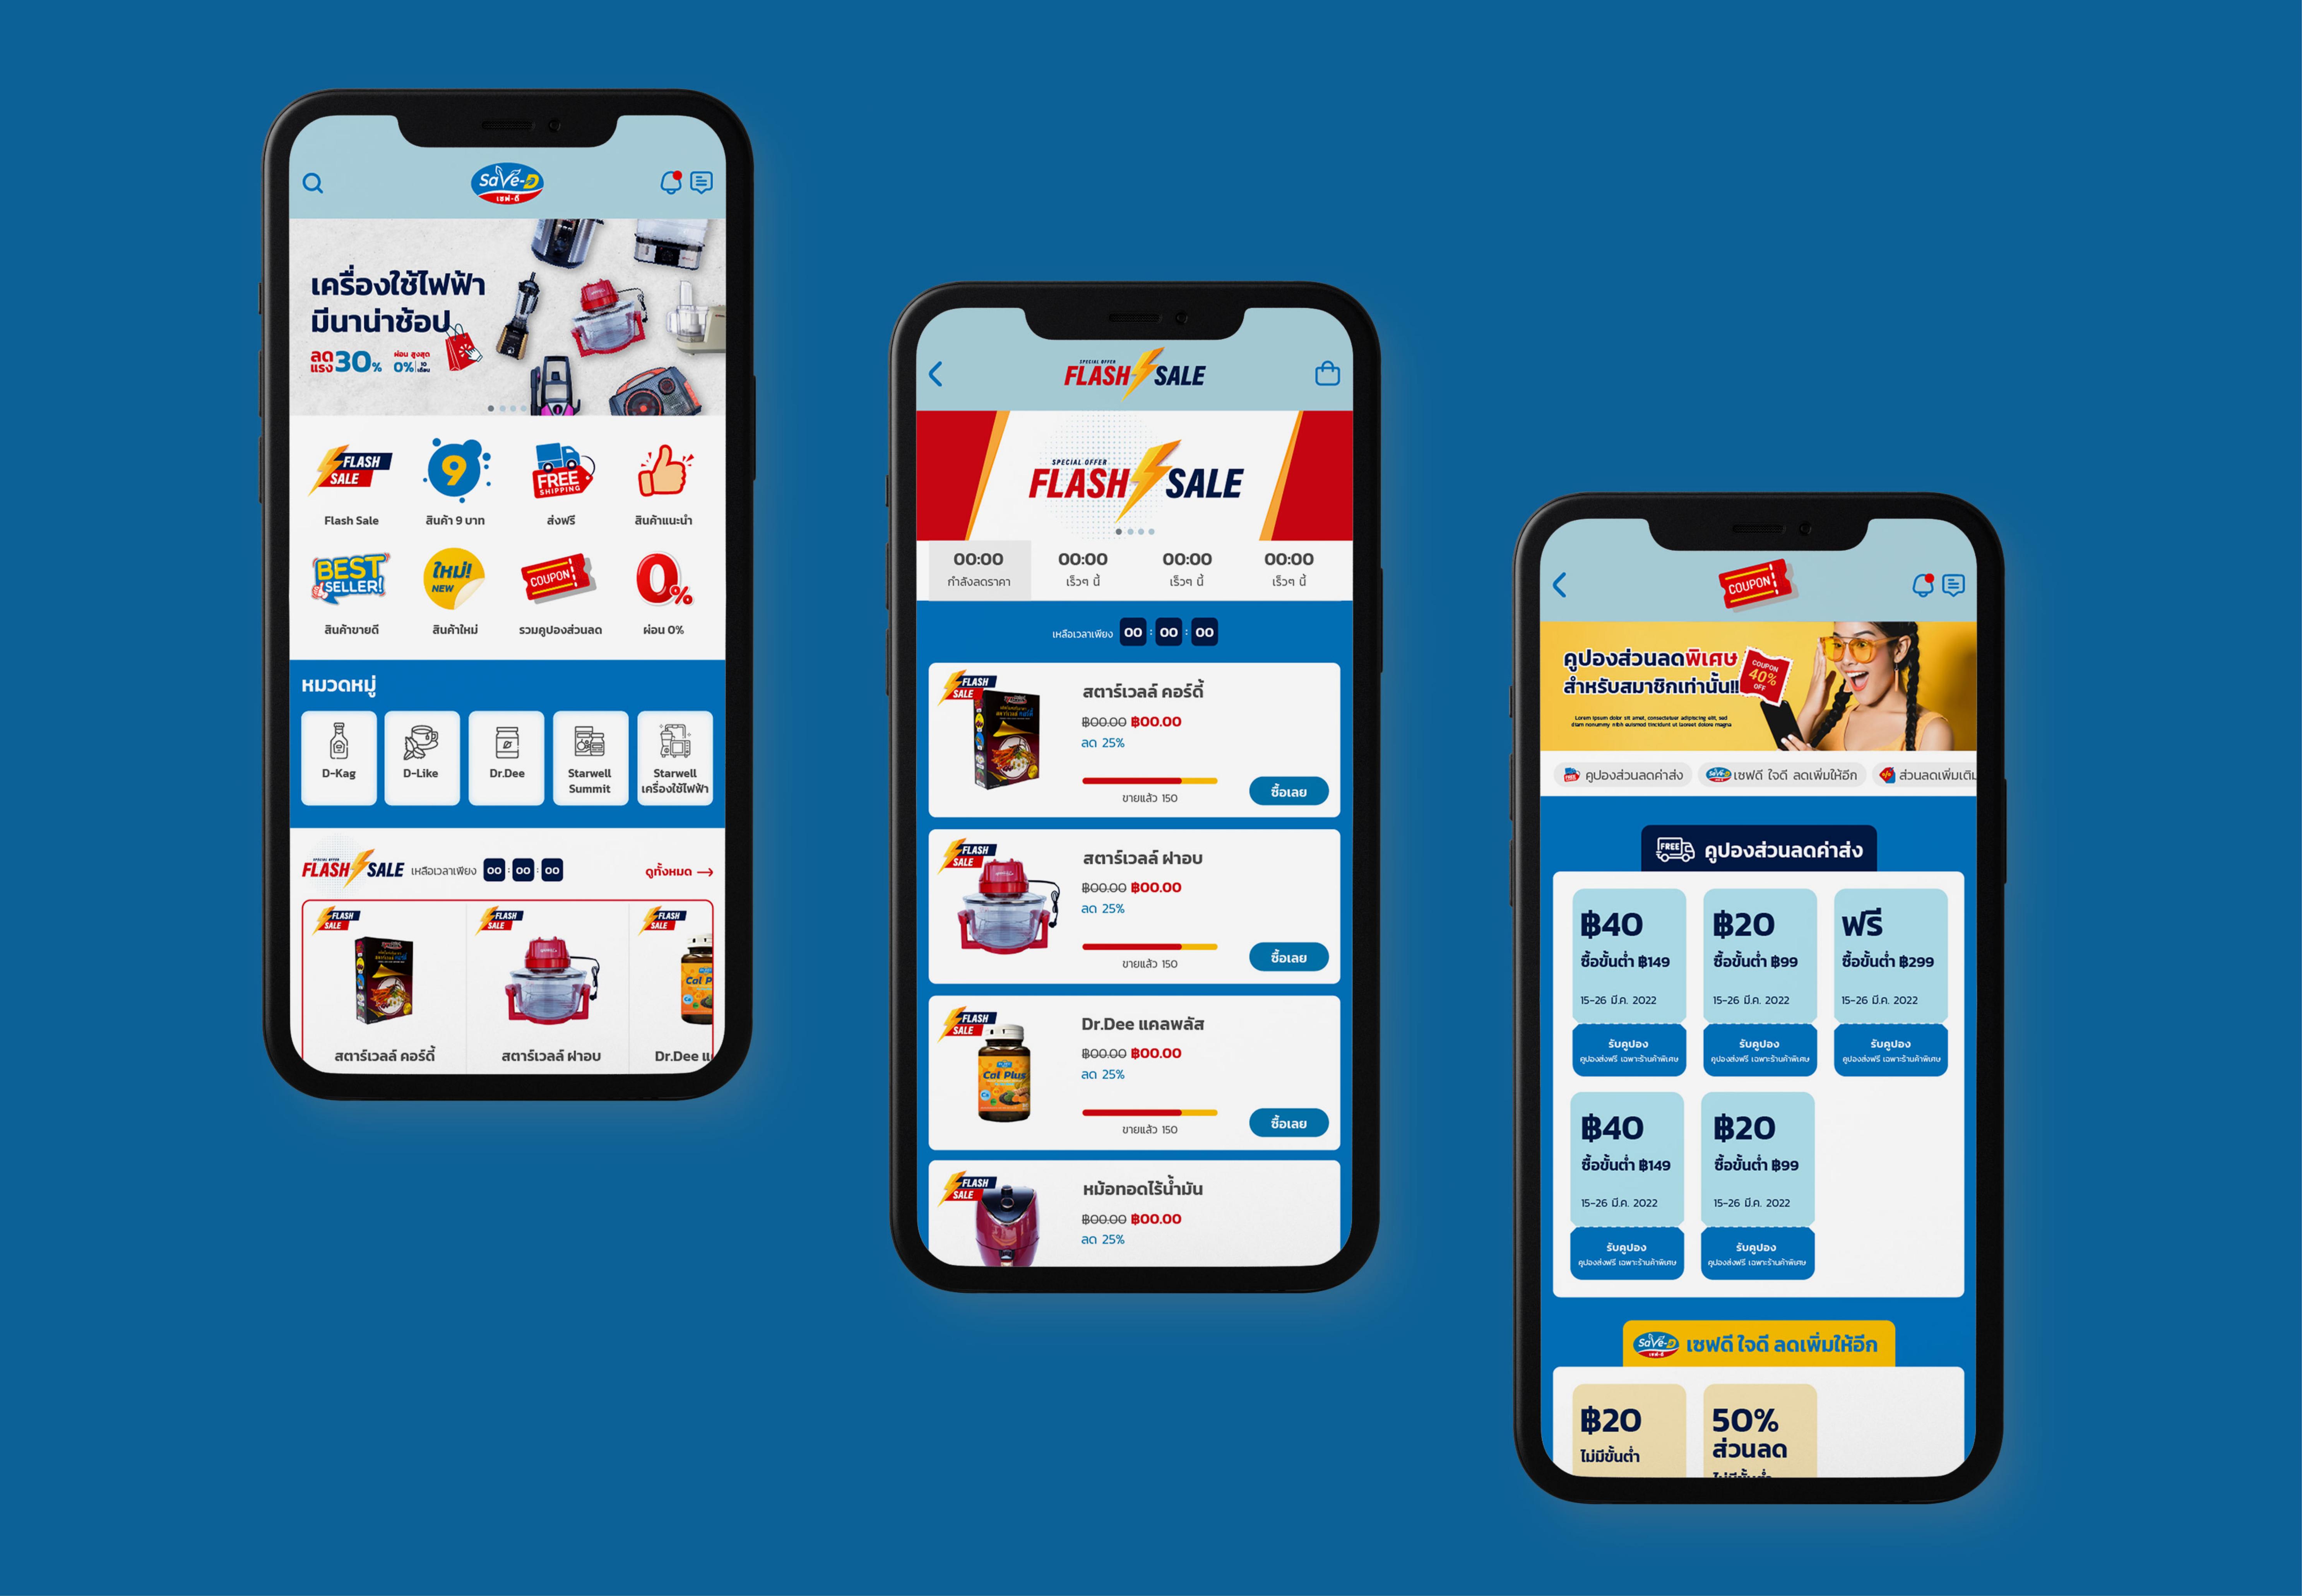 SaVe-D
เซฟ-ดี
เครื่องใช้ไฟฟ้า
มีนาน่าช้อป
ลดแรง 30% ผ่อน สูงสุด 0% 10 เดือน
FLASH SALE
9
FREE SHIPPING
Flash Sale
สินค้า 9 บาท
ส่งฟรี
สินค้าแนะนำ
BEST SELLER!
ใหม่! NEW
COUPON
0%
สินค้าขายดี
สินค้าใหม่
รวมคูปองส่วนลด
ผ่อน 0%
หมวดหมู่
D-Kag
D-Like
Dr.Dee
Starwell Summit
Starwell เครื่องใช้ไฟฟ้า
SPECIAL OFFER
FLASH SALE เหลือเวลาเพียง 00 : 00 : 00 ดูทั้งหมด →
FLASH SALE
FLASH SALE
FLASH SALE
Cal P
สตาร์เวลล์ คอร์ดี้
สตาร์เวลล์ ฝาอบ
Dr.Dee แ
SPECIAL OFFER
FLASH SALE
SPECIAL OFFER
FLASH SALE
00:00 00:00 00:00 00:00
กำลังลดราคา เร็วๆ นี้ เร็วๆ นี้ เร็วๆ นี้
เหลือเวลาเพียง 00 : 00 : 00
FLASH SALE
สตาร์เวลล์ คอร์ดี้
฿00.00 ฿00.00
ลด 25%
ขายแล้ว 150
ซื้อเลย
FLASH SALE
สตาร์เวลล์ ฝาอบ
฿00.00 ฿00.00
ลด 25%
ขายแล้ว 150
ซื้อเลย
FLASH SALE
Cal Plus
Dr.Dee แคลพลัส
฿00.00 ฿00.00
ลด 25%
ขายแล้ว 150
ซื้อเลย
FLASH SALE
หม้อทอดไร้น้ำมัน
฿00.00 ฿00.00
ลด 25%
COUPON
คูปองส่วนลดพิเศษ
สำหรับสมาชิกเท่านั้น!!
COUPON 40% OFF
Lorem ipsum dolor sit amet, consectetuer adipiscing elit, sed
diam nonummy nibh euismod tincidunt ut laoreet dolore magna
คูปองส่วนลดค่าส่ง
SaVe-D เซฟดี ใจดี ลดเพิ่มให้อีก
ส่วนลดเพิ่มเติม
FREE คูปองส่วนลดค่าส่ง
฿40
ซื้อขั้นต่ำ ฿149
15-26 มี.ค. 2022
รับคูปอง
คูปองส่งฟรี เฉพาะร้านค้าพิเศษ
฿20
ซื้อขั้นต่ำ ฿99
15-26 มี.ค. 2022
รับคูปอง
คูปองส่งฟรี เฉพาะร้านค้าพิเศษ
ฟรี
ซื้อขั้นต่ำ ฿299
15-26 มี.ค. 2022
รับคูปอง
คูปองส่งฟรี เฉพาะร้านค้าพิเศษ
฿40
ซื้อขั้นต่ำ ฿149
15-26 มี.ค. 2022
รับคูปอง
คูปองส่งฟรี เฉพาะร้านค้าพิเศษ
฿20
ซื้อขั้นต่ำ ฿99
15-26 มี.ค. 2022
รับคูปอง
คูปองส่งฟรี เฉพาะร้านค้าพิเศษ
SaVe-D เซฟ-ดี เซฟดี ใจดี ลดเพิ่มให้อีก
฿20
ไม่มีขั้นต่ำ
50%
ส่วนลด
ไม่มีขั้นต่ำ